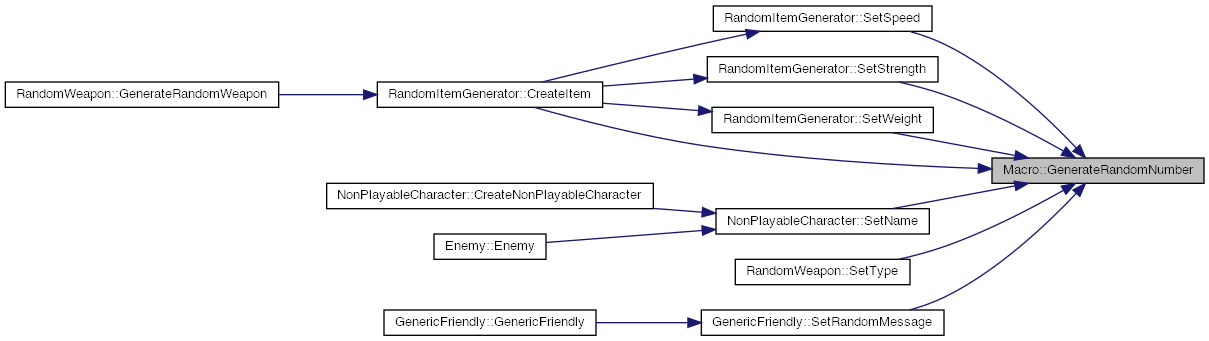 RandomItemGenerator::SetSpeed
RandomItemGenerator::SetStrength
RandomWeapon::GenerateRandomWeapon
RandomItemGenerator::CreateItem
RandomItemGenerator::SetWeight
Macro::GenerateRandomNumber
NonPlayableCharacter::CreateNonPlayableCharacter
NonPlayableCharacter::SetName
Enemy::Enemy
RandomWeapon::SetType
GenericFriendly::GenericFriendly
GenericFriendly::SetRandomMessage